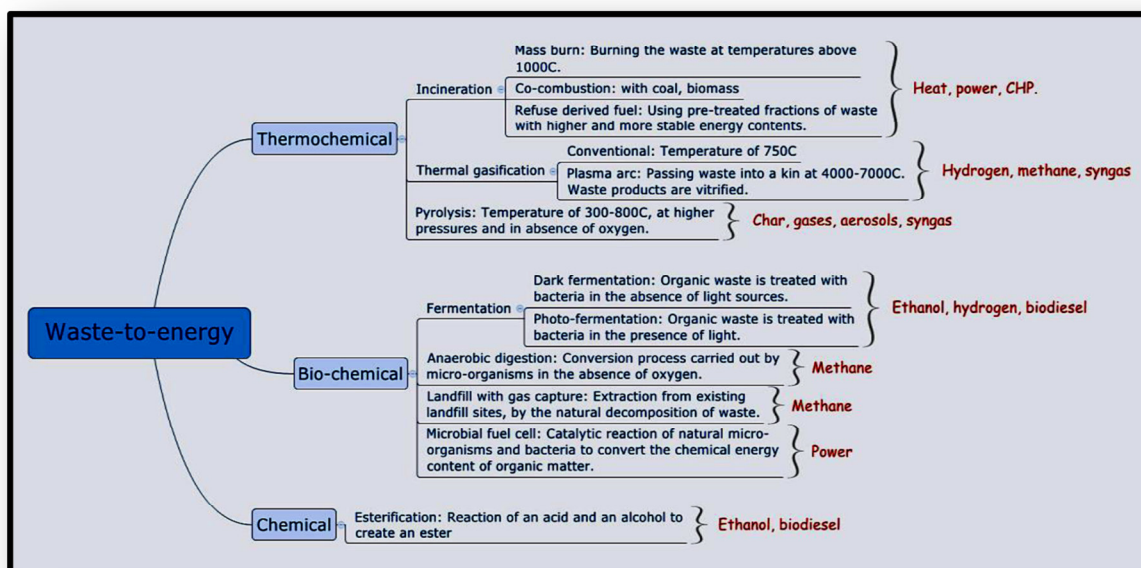 Waste-to-energy
Thermochemical
Incineration
Mass burn: Burning the waste at temperatures above
1000C.
Co-combustion: with coal, biomass
Refuse derived fuel: Using pre-treated fractions of waste
with higher and more stable energy contents.
Heat, power, CHP.
Thermal gasification
Conventional: Temperature of 750C
Plasma arc: Passing waste into a kin at 4000-7000C.
Waste products are vitrified.
Hydrogen, methane, syngas
Pyrolysis: Temperature of 300-800C, at higher
pressures and in absence of oxygen.
Char, gases, aerosols, syngas
Bio-chemical
Fermentation
Dark fermentation: Organic waste is treated with
bacteria in the absence of light sources.
Photo-fermentation: Organic waste is treated with
bacteria in the presence of light.
Ethanol, hydrogen, biodiesel
Anaerobic digestion: Conversion process carried out by
micro-organisms in the absence of oxygen.
Methane
Landfill with gas capture: Extraction from existing
landfill sites, by the natural decomposition of waste.
Methane
Microbial fuel cell: Catalytic reaction of natural micro-
organisms and bacteria to convert the chemical energy
content of organic matter.
Power
Chemical
Esterification: Reaction of an acid and an alcohol to
create an ester
Ethanol, biodiesel